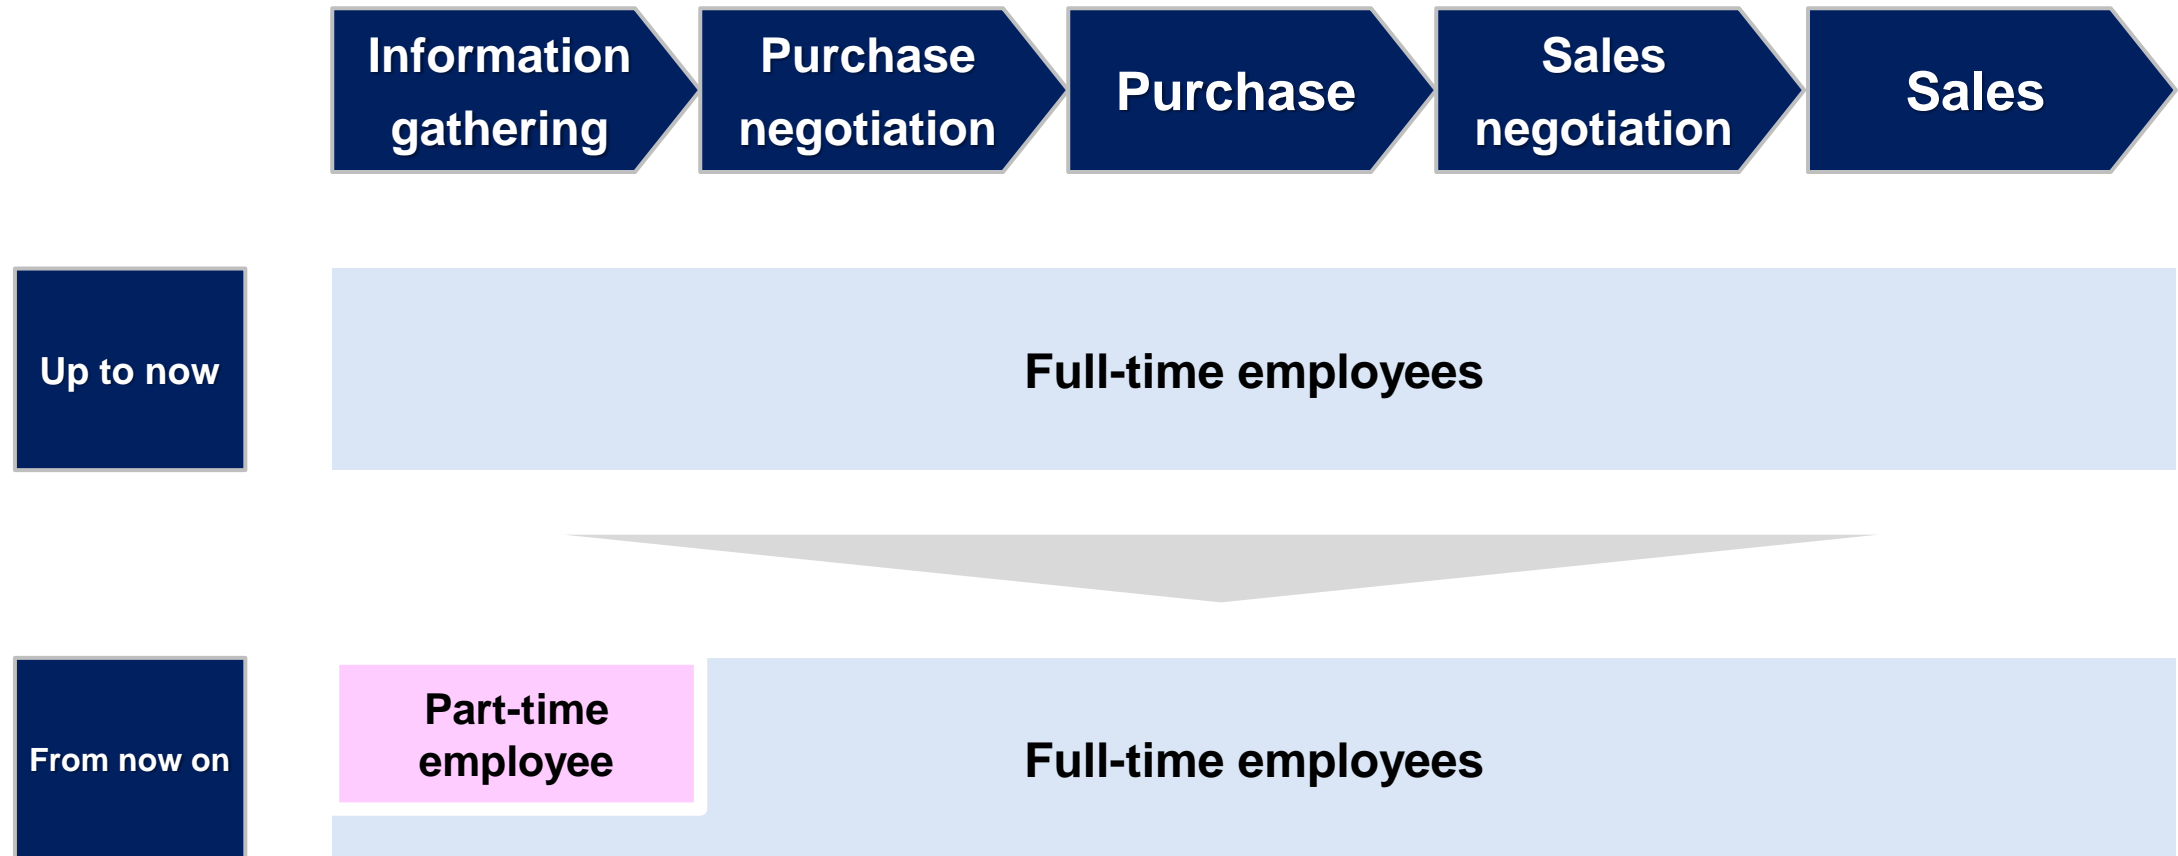 Information
gathering
Purchase
negotiation
Purchase
Sales
negotiation
Sales
Up to now
Full-time employees
From now on
Part-time
employee
Full-time employees